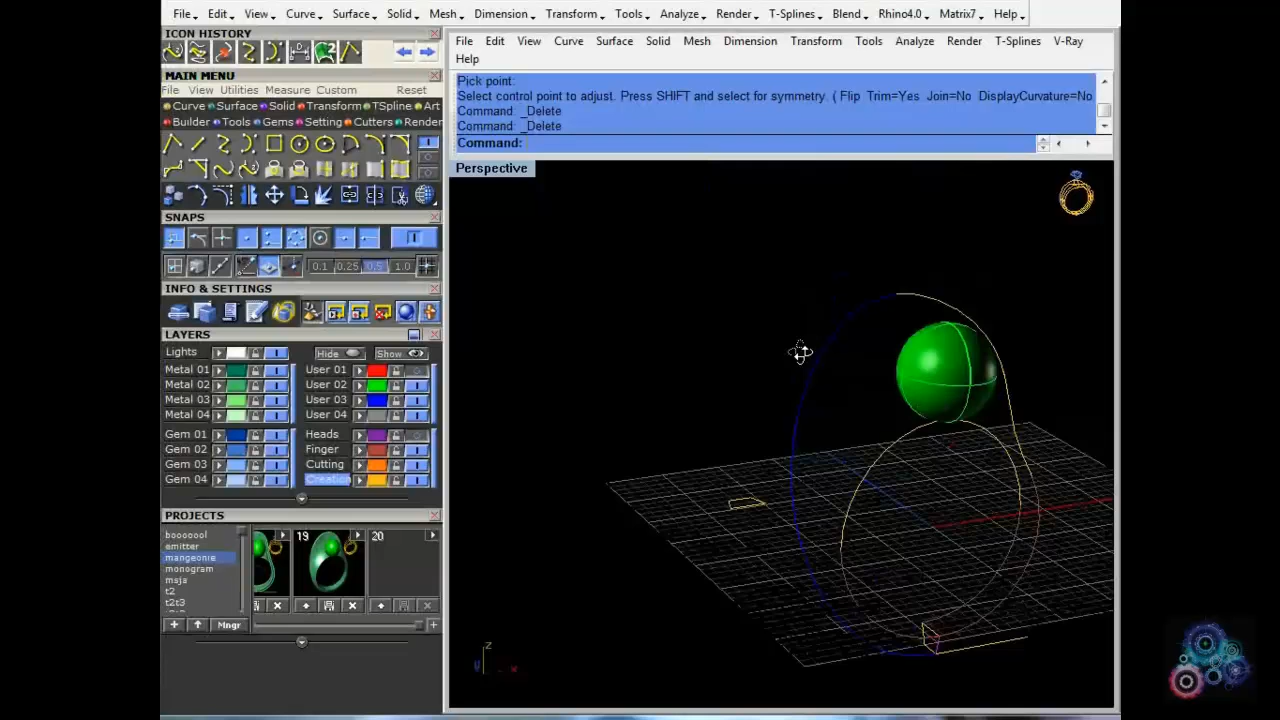 File Edit View Curve Surface Solid Mesh Dimension Transform Tools Analyze Render T-Splines Blend Rhino4.0 Matrix7 Help
ICON HISTORY
MAIN MENU
File View Utilities Measure Custom Reset
Curve Surface Solid Transform TSpline Art
Builder Tools Gems Setting Cutters Render
SNAPS
0.1 0.25 0.5 1.0
INFO & SETTINGS
LAYERS
Lights Hide Show
Metal 01 User 01
Metal 02 User 02
Metal 03 User 03
Metal 04 User 04
Gem 01 Heads
Gem 02 Finger
Gem 03 Cutting
Gem 04 Creation
PROJECTS
booooool
emitter
mangeonie
monogram
msja
t2
t2t3
19 20
Mngr
File Edit View Curve Surface Solid Mesh Dimension Transform Tools Analyze Render T-Splines V-Ray
Help
Pick point:
Select control point to adjust. Press SHIFT and select for symmetry. ( Flip Trim=Yes Join=No DisplayCurvature=No
Command: _Delete
Command: _Delete
Command:
Perspective
z
y x